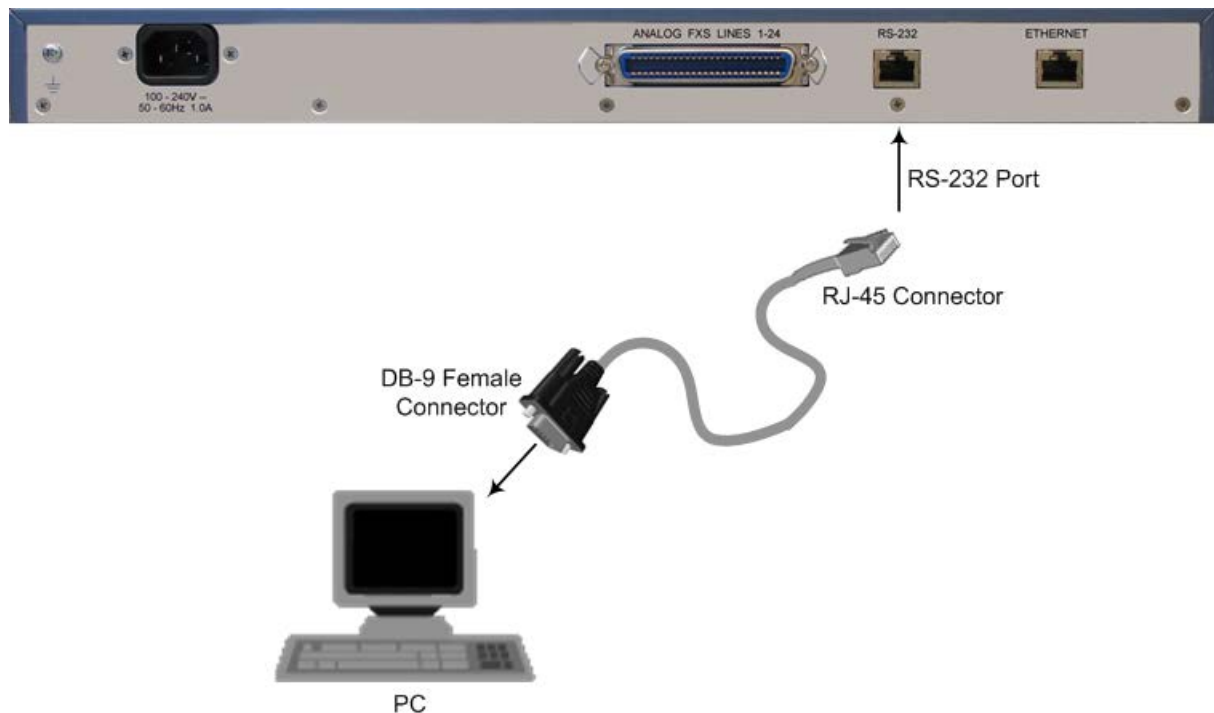 ANALOG FXS LINES 1-24
RS-232
ETHERNET
100 - 240V ~
50 - 60Hz 1.0A
RS-232 Port
RJ-45 Connector
DB-9 Female
Connector
PC